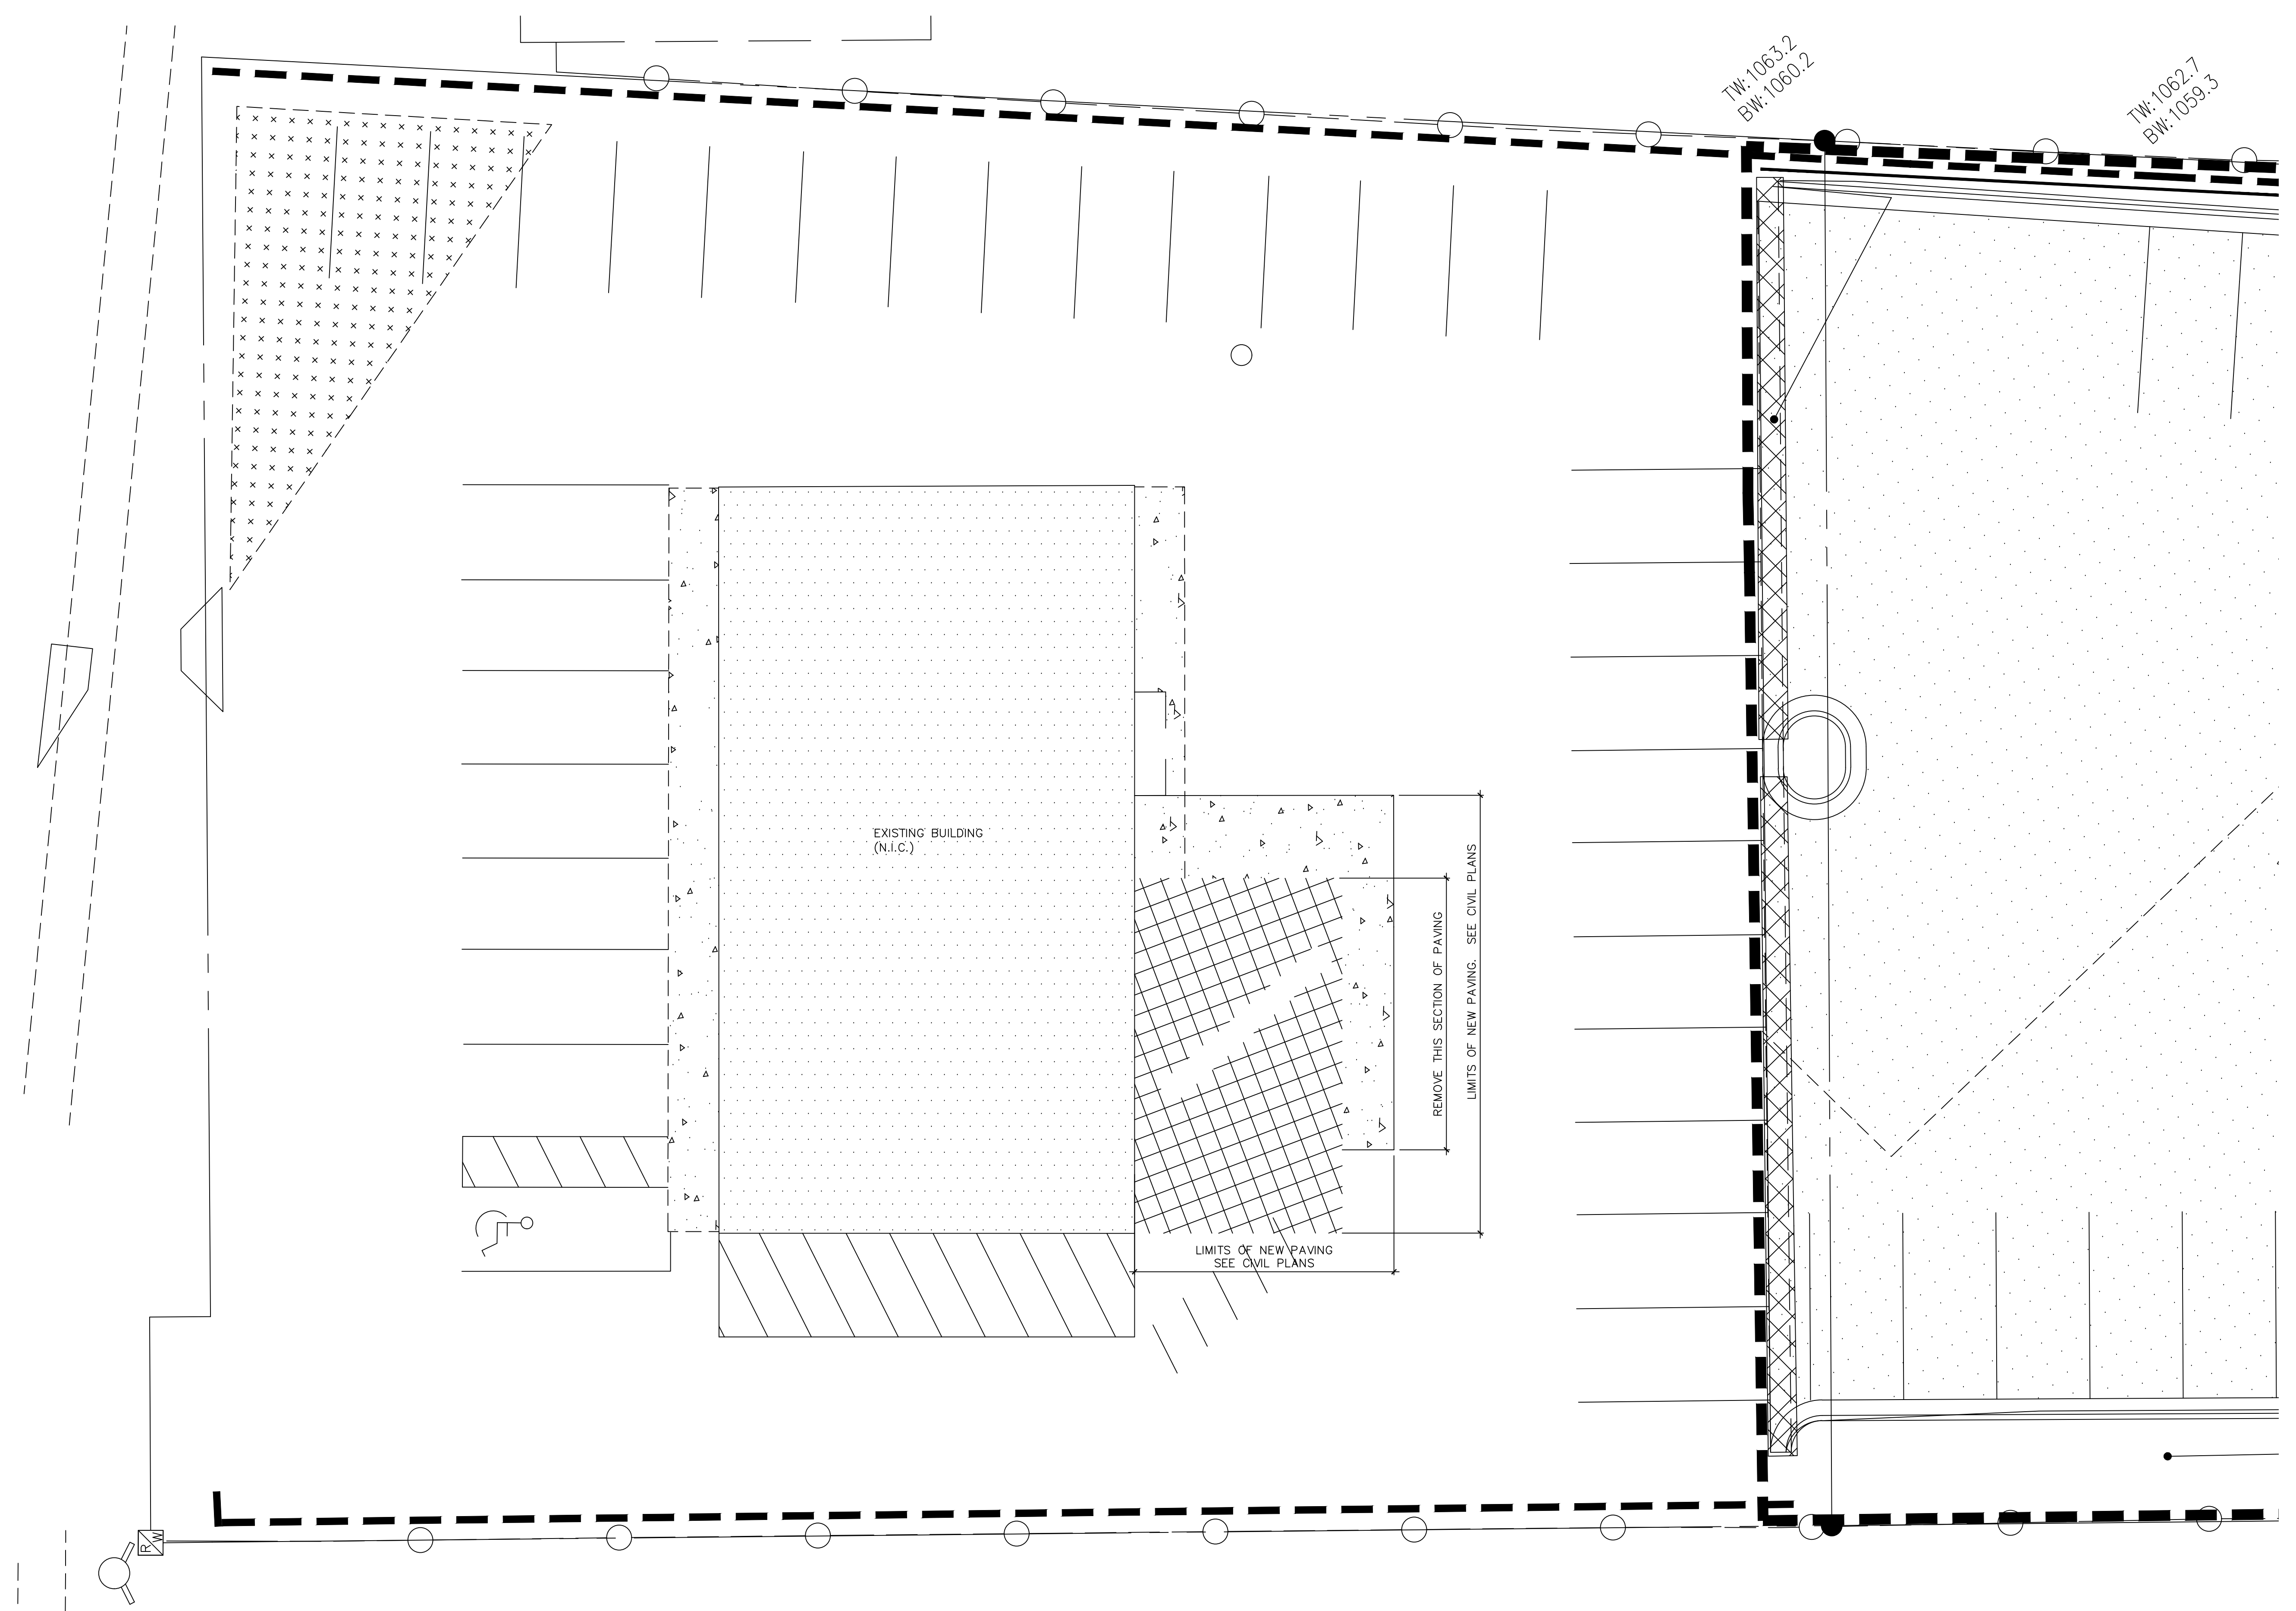 TW:1063.2
BW:1060.2
TW:1062.7
BW:1059.3
EXISTING BUILDING
(N.I.C.)
REMOVE THIS SECTION OF PAVING
LIMITS OF NEW PAVING. SEE CIVIL PLANS
LIMITS OF NEW PAVING
SEE CIVIL PLANS
R
W